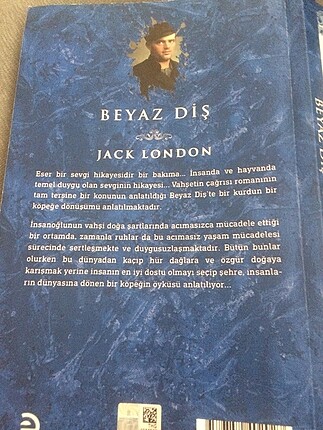 BEYAZ DİŞ
JACK LONDON
Eser bir sevgi hikayesidir bir bakıma... İnsanda ve hayvanda
temel duygu olan sevginin hikayesi... Vahşetin çağrısı romanının
tam tersine bir konunun anlatıldığı Beyaz Diş'te bir kurdun bir
köpeğe dönüşümü anlatılmaktadır.
İnsanoğlunun vahşi doğa şartlarında acımasızca mücadele ettiği
bir ortamda, zamanla ruhlar da bu acımasız yaşam mücadelesi
sürecinde sertleşmekte ve duygusuzlaşmaktadır. Bütün bunlar
olurken bu dünyadan kaçıp hür dağlara ve özgür doğaya
karışmak yerine insanın en iyi dostu olmayı seçip şehre, insanla-
rın dünyasına dönen bir köpeğin öyküsü anlatılıyor...
BEYAZ DİŞ